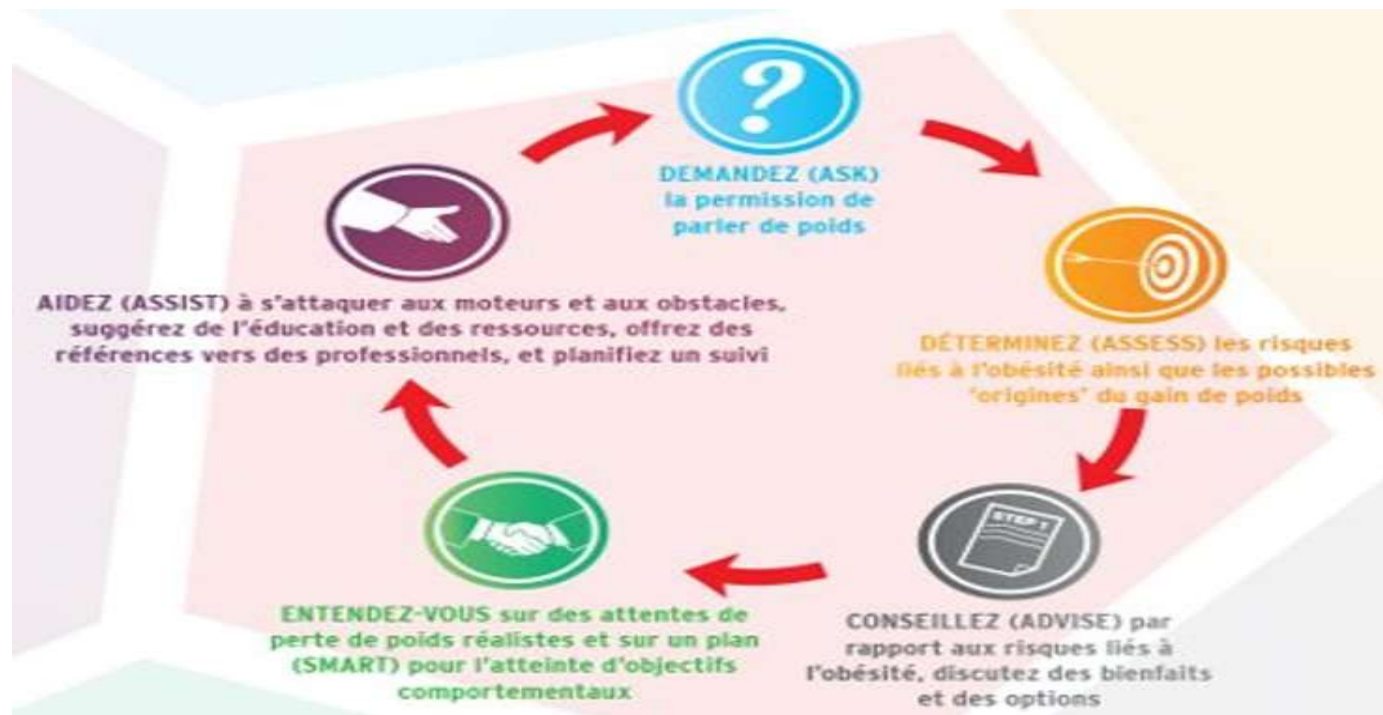 DEMANDEZ (ASK)
la permission de
parler de poids
DÉTERMINEZ (ASSESS) les risques
liés à l'obésité ainsi que les possibles
'origines' du gain de poids
STEP 1
CONSEILLEZ (ADVISE) par
rapport aux risques liés à
l'obésité, discutez des bienfaits
et des options
ENTENDEZ-VOUS sur des attentes de
perte de poids réalistes et sur un plan
(SMART) pour l'atteinte d'objectifs
comportementaux
AIDEZ (ASSIST) à s'attaquer aux moteurs et aux obstacles,
suggérez de l'éducation et des ressources, offrez des
références vers des professionnels, et planifiez un suivi